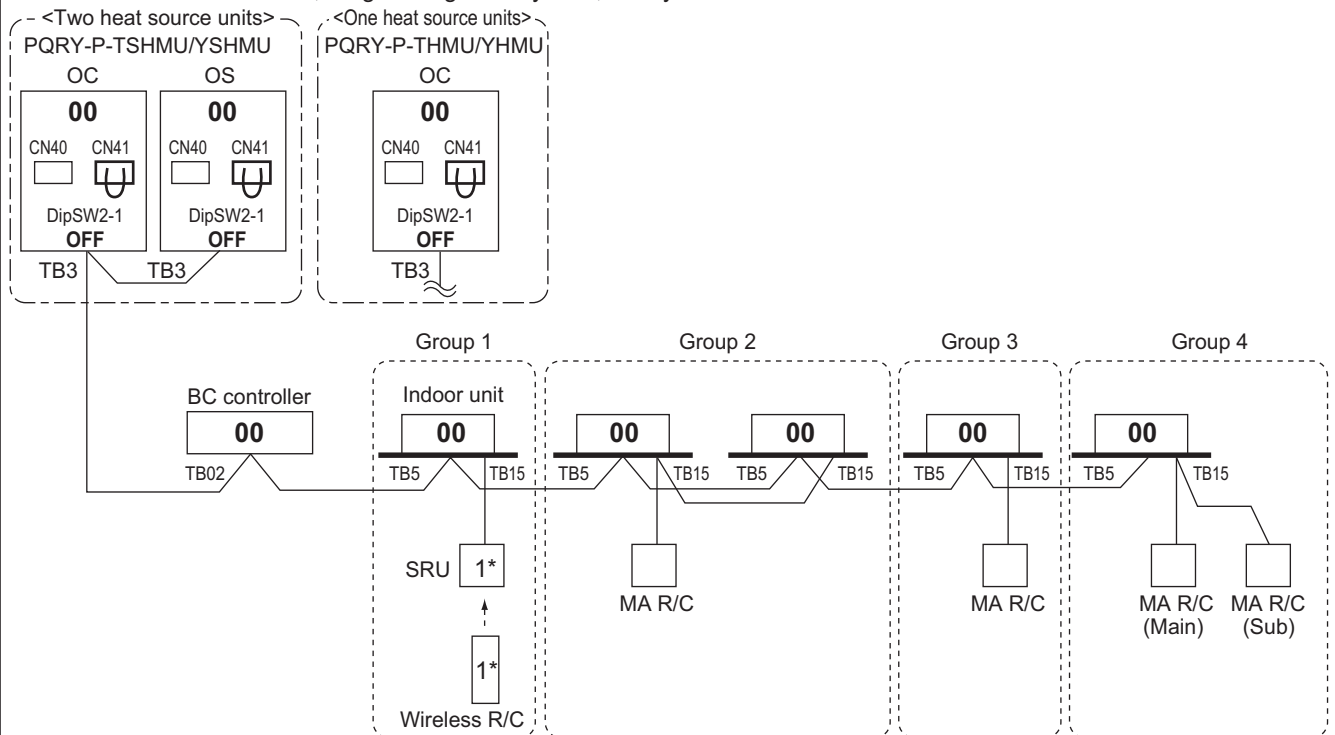 <Two heat source units>
PQRY-P-TSHMU/YSHMU
OC OS
00 00
CN40 CN41 CN40 CN41
DipSW2-1 DipSW2-1
OFF OFF
TB3 TB3
<One heat source units>
PQRY-P-THMU/YHMU
OC
00
CN40 CN41
DipSW2-1
OFF
TB3
Group 1 Group 2 Group 3 Group 4
BC controller Indoor unit
00 00 00 00 00 00
TB02 TB5 TB15 TB5 TB15 TB5 TB15 TB5 TB15 TB5 TB15
SRU 1*
MA R/C MA R/C MA R/C MA R/C
(Main) (Sub)
1*
Wireless R/C